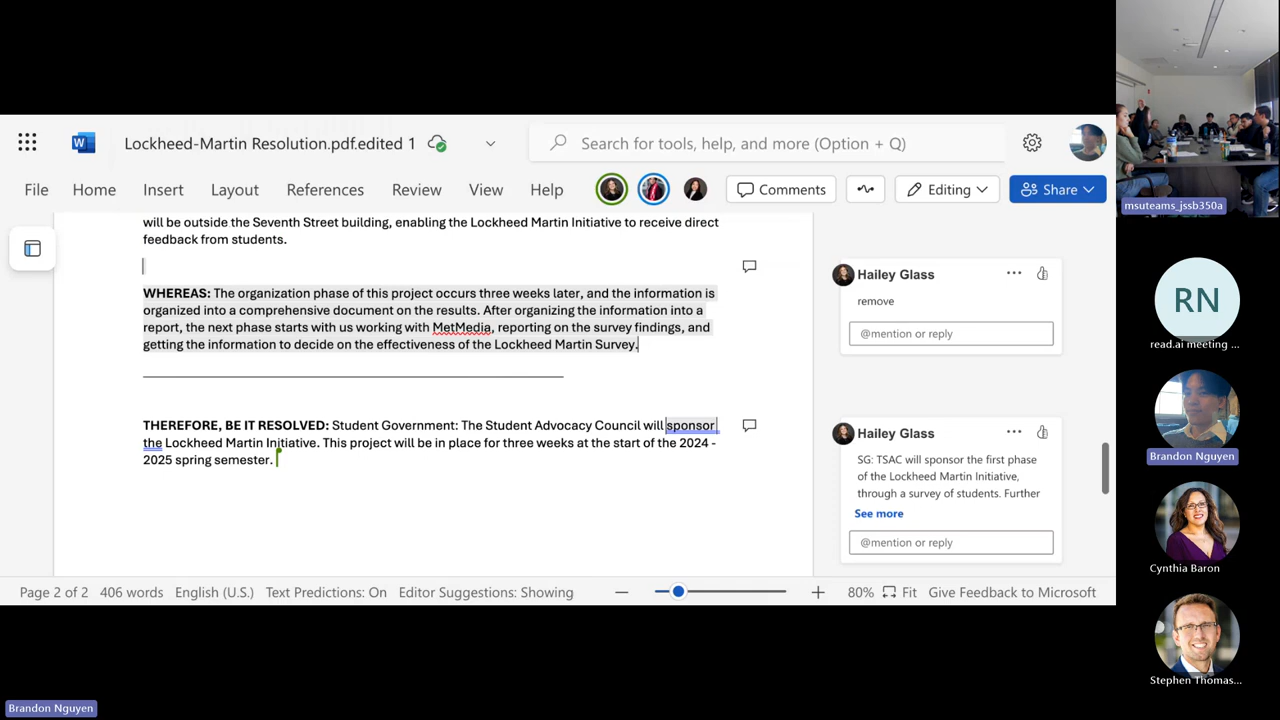 Lockheed-Martin Resolution.pdf.edited 1
Search for tools, help, and more (Option + Q)
File Home Insert Layout References Review View Help
Comments Editing Share
will be outside the Seventh Street building, enabling the Lockheed Martin Initiative to receive direct
feedback from students.
WHEREAS: The organization phase of this project occurs three weeks later, and the information is
organized into a comprehensive document on the results. After organizing the information into a
report, the next phase starts with us working with MetMedia, reporting on the survey findings, and
getting the information to decide on the effectiveness of the Lockheed Martin Survey.
THEREFORE, BE IT RESOLVED: Student Government: The Student Advocacy Council will sponsor
the Lockheed Martin Initiative. This project will be in place for three weeks at the start of the 2024 -
2025 spring semester.
Hailey Glass
remove
@mention or reply
Hailey Glass
SG: TSAC will sponsor the first phase
of the Lockheed Martin Initiative,
through a survey of students. Further
See more
@mention or reply
Page 2 of 2 406 words English (U.S.) Text Predictions: On Editor Suggestions: Showing 80% Fit Give Feedback to Microsoft
msuteams_jssb350a
RN
read.ai meeting ...
Brandon Nguyen
Cynthia Baron
Stephen Thomas...
Brandon Nguyen